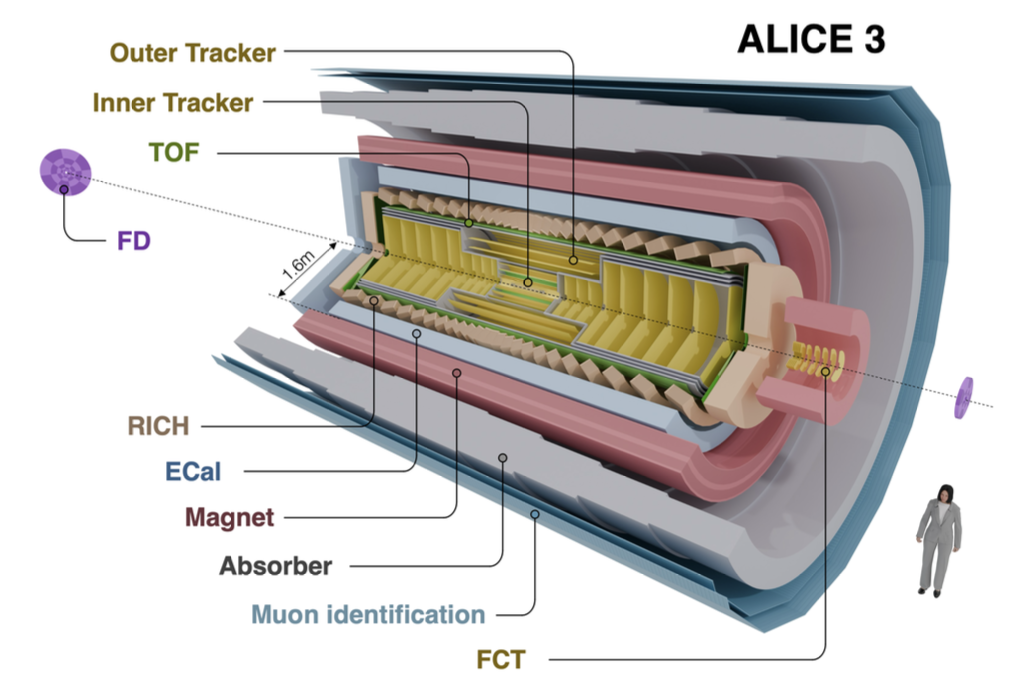 ALICE 3
Outer Tracker
Inner Tracker
TOF
FD
1.6m
RICH
ECal
Magnet
Absorber
Muon identification
FCT